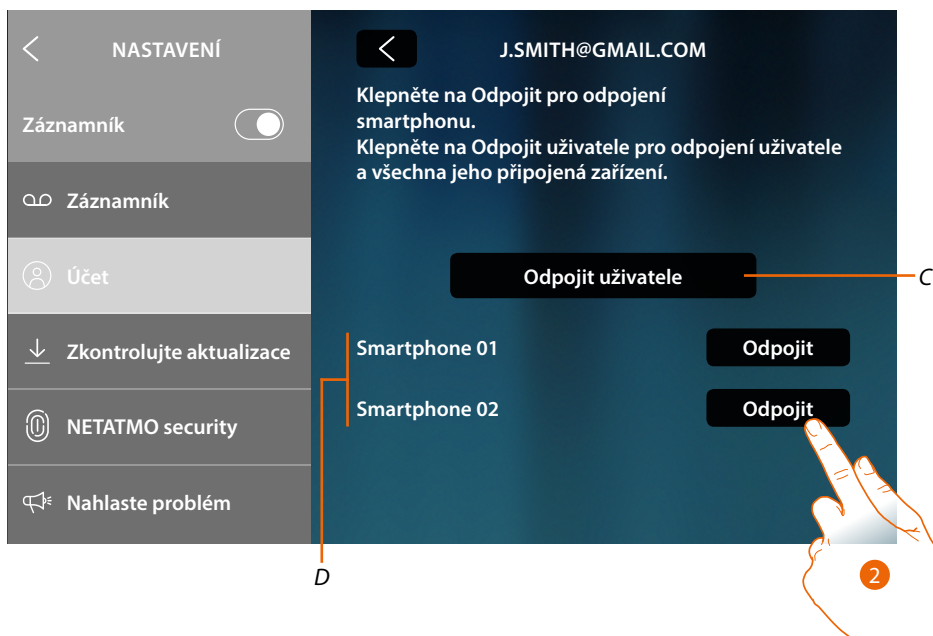 NASTAVENÍ
Záznamník
Záznamník
Účet
Zkontrolujte aktualizace
NETATMO security
Nahlaste problém
J.SMITH@GMAIL.COM
Klepněte na Odpojit pro odpojení
smartphonu.
Klepněte na Odpojit uživatele pro odpojení uživatele
a všechna jeho připojená zařízení.
Odpojit uživatele
C
Smartphone 01
Odpojit
Smartphone 02
Odpojit
D
2